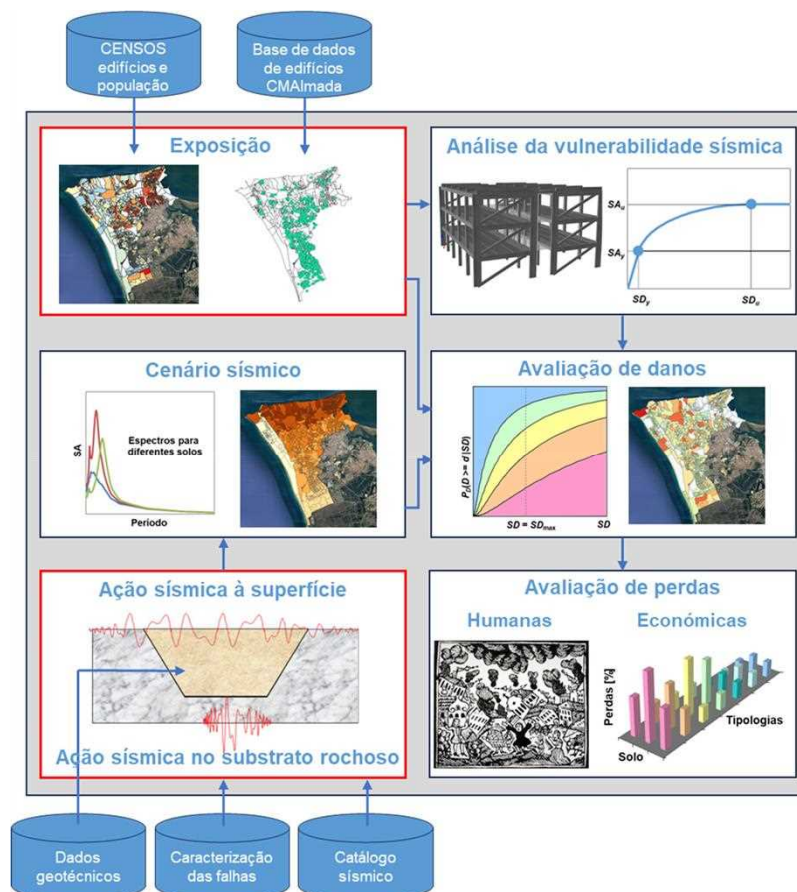 CENSOS
edifícios e
população
Base de dados
de edifícios
CMAlmada
Exposição
Análise da vulnerabilidade sísmica
SAu
SAy
SDy
SDu
Cenário sísmico
SA
Espectros para
diferentes solos
Período
Avaliação de danos
PD(D >= d |SD)
SD = SDmax
SD
Ação sísmica à superfície
Ação sísmica no substrato rochoso
Avaliação de perdas
Humanas
Económicas
Perdas [%]
Tipologias
Solo
Dados
geotécnicos
Caracterização
das falhas
Catálogo
sísmico